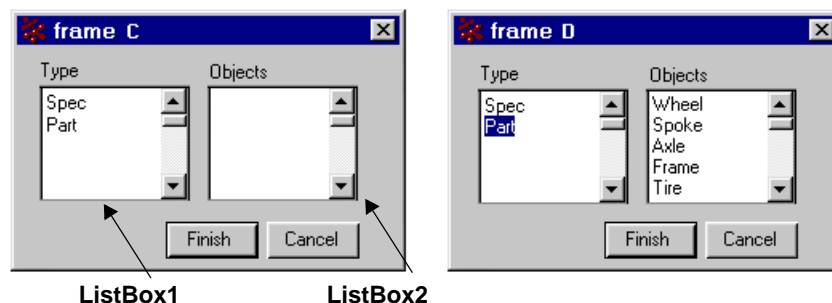 frame C
Type
Objects
Spec
Part
Finish
Cancel
ListBox1
ListBox2
frame D
Type
Objects
Spec
Part
Wheel
Spoke
Axle
Frame
Tire
Finish
Cancel